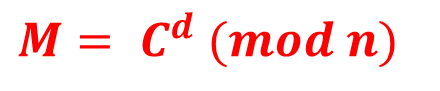 M = C^d (mod n)